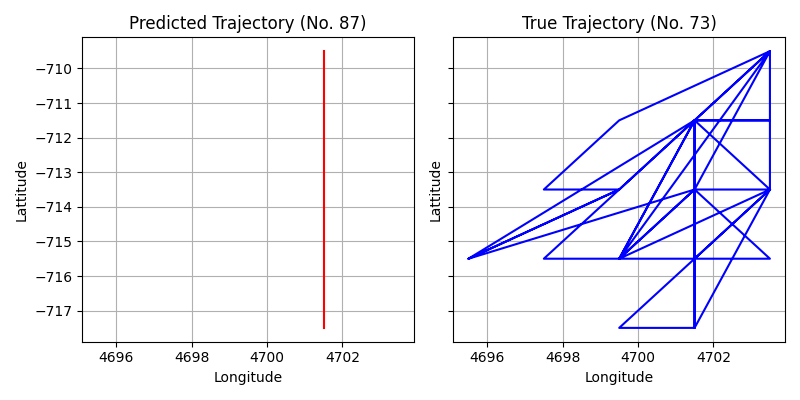 Predicted Trajectory (No. 87)
True Trajectory (No. 73)
Lattitude
−710
−711
−712
−713
−714
−715
−716
−717
4696
4698
4700
4702
Longitude
Lattitude
4696
4698
4700
4702
Longitude